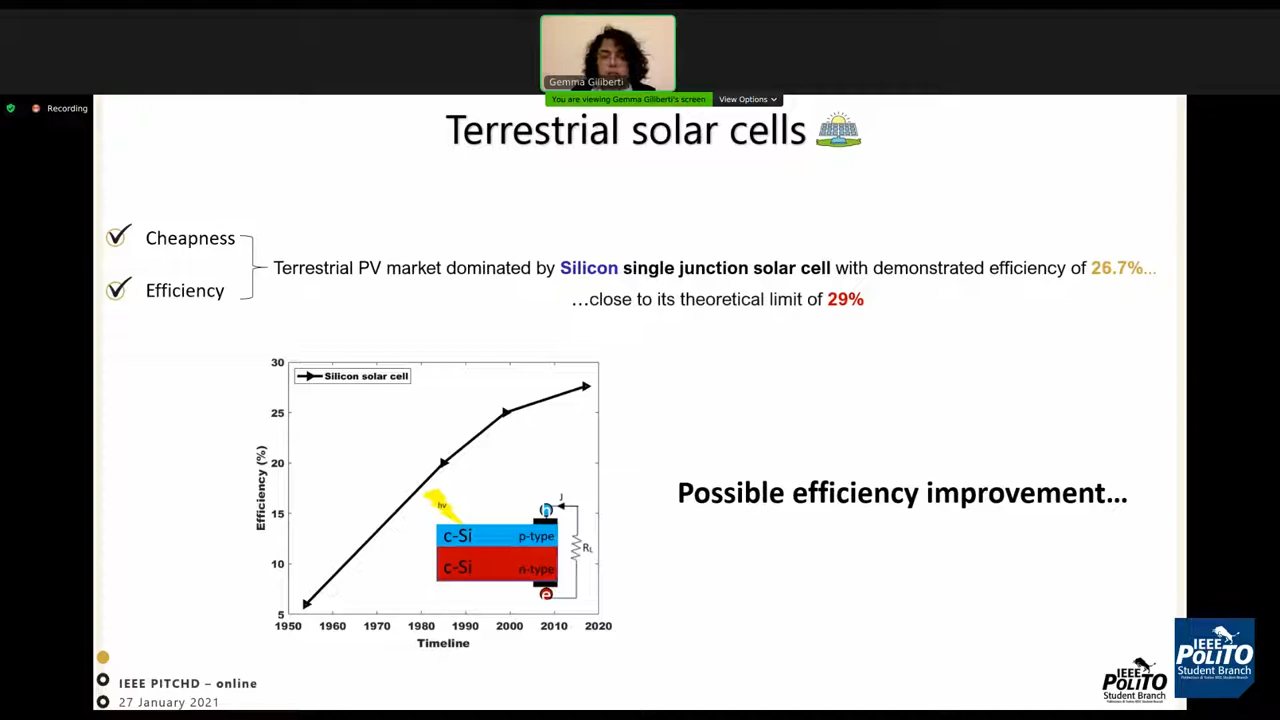 Gemma Giliberti
You are viewing Gemma Giliberti's screen
View Options
Recording
Terrestrial solar cells
Cheapness
Efficiency
Terrestrial PV market dominated by Silicon single junction solar cell with demonstrated efficiency of 26.7%...
...close to its theoretical limit of 29%
30
25
20
15
10
5
Efficiency (%)
Silicon solar cell
hv
h
J
c-Si p-type
c-Si n-type
RL
e
1950 1960 1970 1980 1990 2000 2010 2020
Timeline
Possible efficiency improvement...
IEEE PITCHD – online
27 January 2021
IEEE
POLITO
Student Branch
IEEE
POLITO
Student Branch